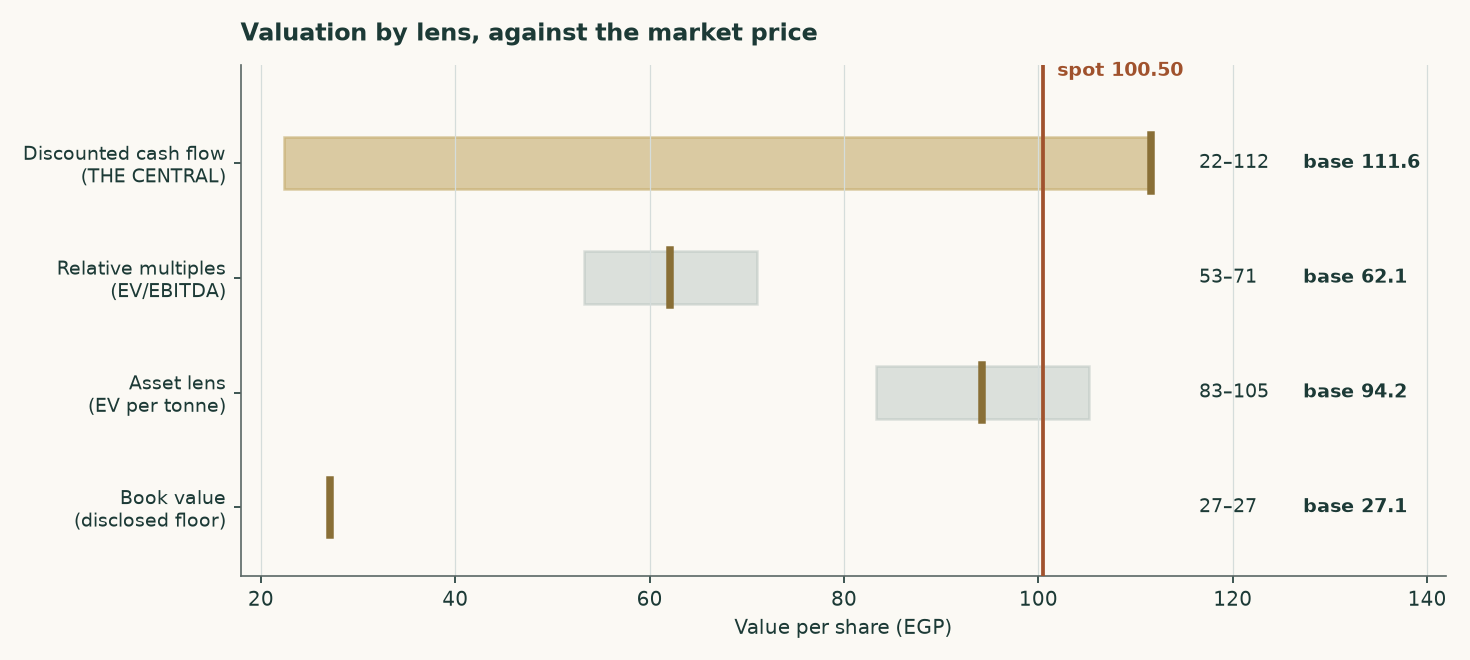 Valuation by lens, against the market price
spot 100.50
Discounted cash flow
(THE CENTRAL)
22–112
base 111.6
Relative multiples
(EV/EBITDA)
53–71
base 62.1
Asset lens
(EV per tonne)
83–105
base 94.2
Book value
(disclosed floor)
27–27
base 27.1
20 40 60 80 100 120 140
Value per share (EGP)